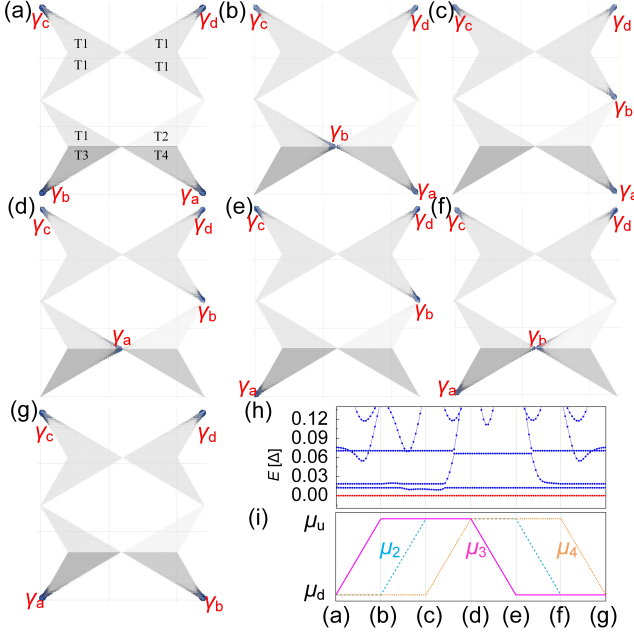 (a) (b) (c)
γc γd γc γd γc γd
T1 T1
T1 T1
γb
T1 T2
T3 T4
γb γa γb γa γa
(d) (e) (f)
γc γd γc γd γc γd
γb γb
γa γb
γa γa
(g) (h)
γc γd
0.12
0.06
0.03
0.00
E [Δ]
(i)
μu
μ2 μ3 μ4
μd
γa γb
(a) (b) (c) (d) (e) (f) (g)